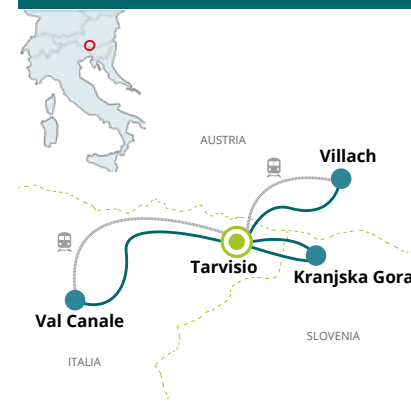 AUSTRIA
Villach
Tarvisio
Kranjska Gora
Val Canale
SLOVENIA
ITALIA